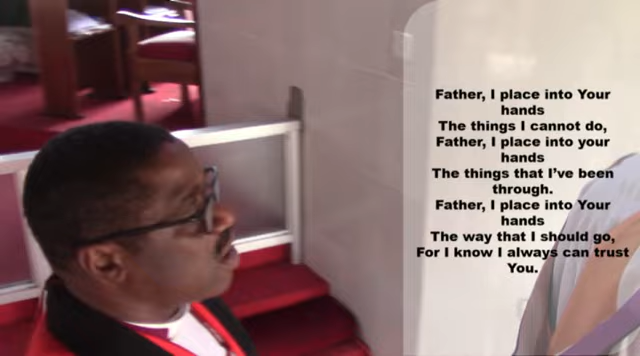 Father, I place into Your
hands
The things I cannot do,
Father, I place into your
hands
The things that I've been
through.
Father, I place into Your
hands
The way that I should go,
For I know I always can trust
You.